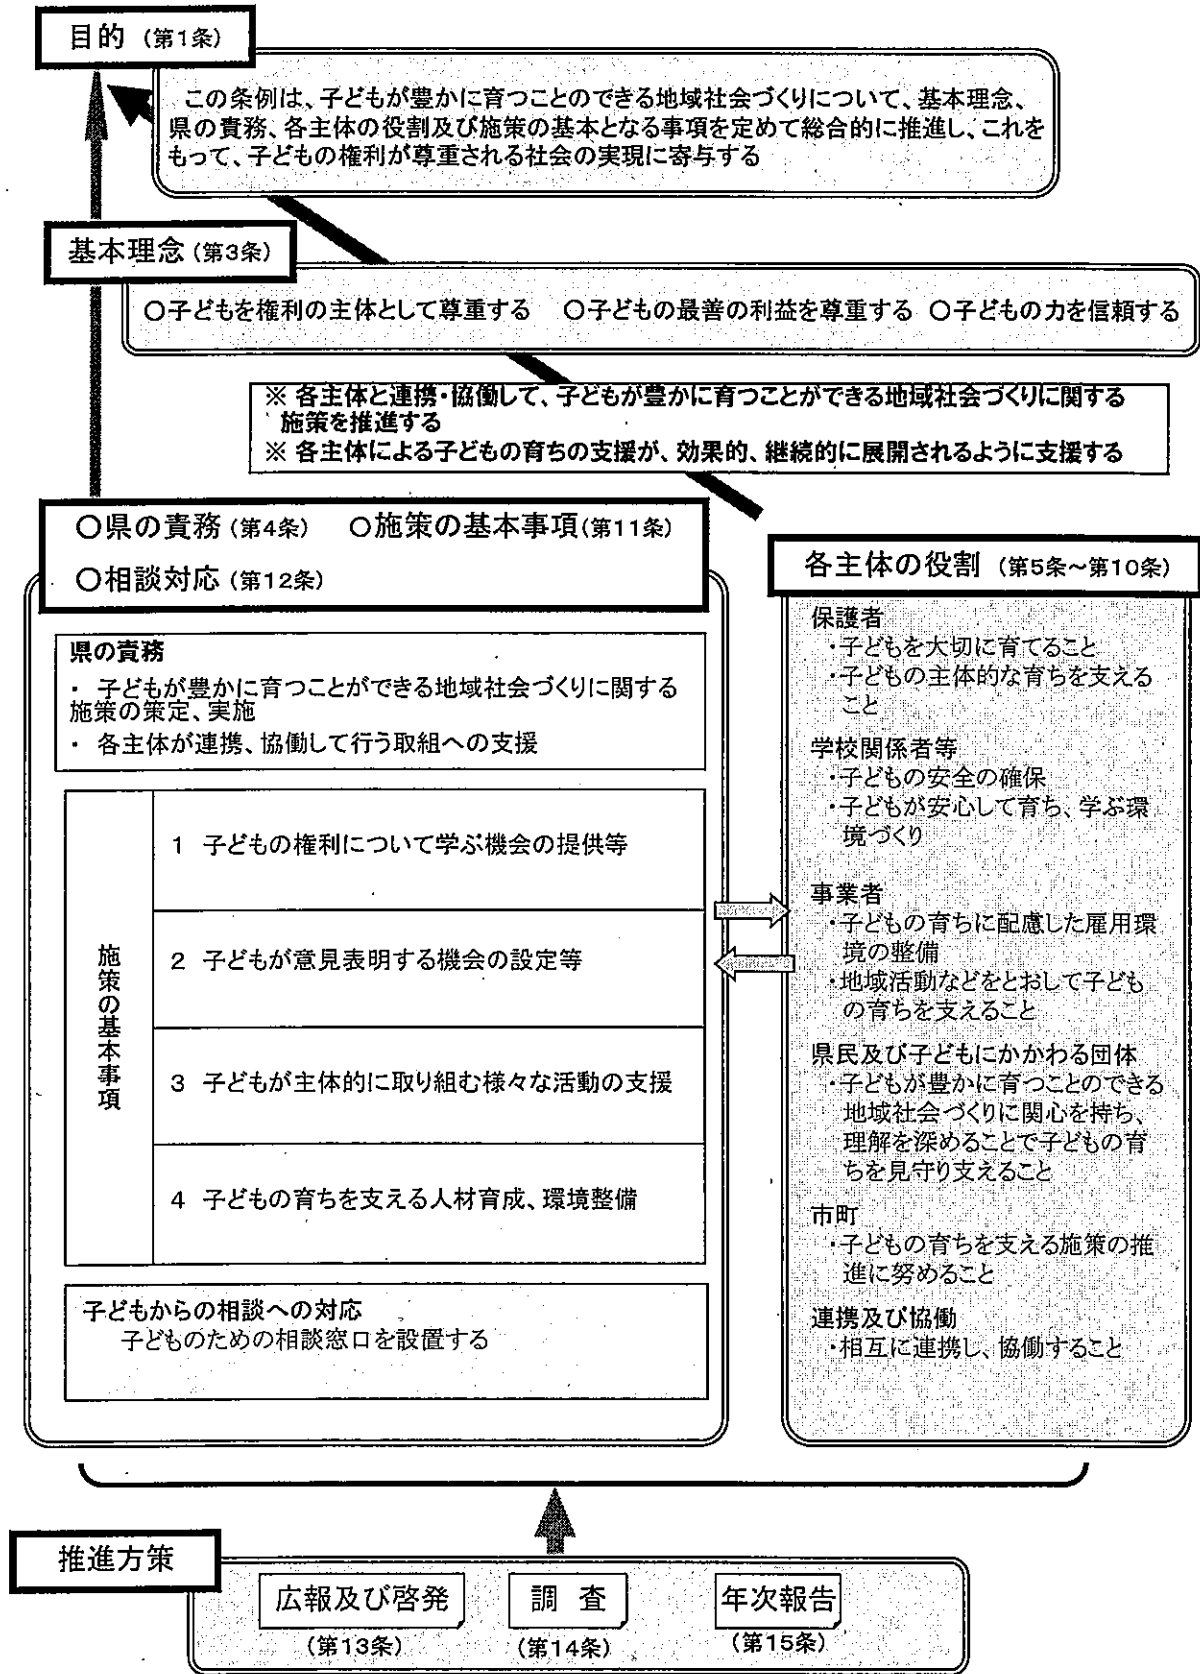 目的 (第1条)
この条例は、子どもが豊かに育つことのできる地域社会づくりについて、基本理念、
県の責務、各主体の役割及び施策の基本となる事項を定めて総合的に推進し、これを
もって、子どもの権利が尊重される社会の実現に寄与する
基本理念 (第3条)
○子どもを権利の主体として尊重する ○子どもの最善の利益を尊重する ○子どもの力を信頼する
※ 各主体と連携・協働して、子どもが豊かに育つことができる地域社会づくりに関する
施策を推進する
※ 各主体による子どもの育ちの支援が、効果的、継続的に展開されるように支援する
○県の責務 (第4条) ○施策の基本事項(第11条)
○相談対応 (第12条)
県の責務
・ 子どもが豊かに育つことができる地域社会づくりに関する
施策の策定、実施
・ 各主体が連携、協働して行う取組への支援
施策の基本事項
1 子どもの権利について学ぶ機会の提供等
2 子どもが意見表明する機会の設定等
3 子どもが主体的に取り組む様々な活動の支援
4 子どもの育ちを支える人材育成、環境整備
子どもからの相談への対応
子どものための相談窓口を設置する
各主体の役割 (第5条~第10条)
保護者
・子どもを大切に育てること
・子どもの主体的な育ちを支える
こと
学校関係者等
・子どもの安全の確保
・子どもが安心して育ち、学ぶ環
境づくり
事業者
・子どもの育ちに配慮した雇用環
境の整備
・地域活動などをとおして子ども
の育ちを支えること
県民及び子どもにかかわる団体
・子どもが豊かに育つことのできる
地域社会づくりに関心を持ち、
理解を深めることで子どもの育
ちを見守り支えること
市町
・子どもの育ちを支える施策の推
進に努めること
連携及び協働
・相互に連携し、協働すること
推進方策
広報及び啓発 調 査 年次報告
(第13条) (第14条) (第15条)